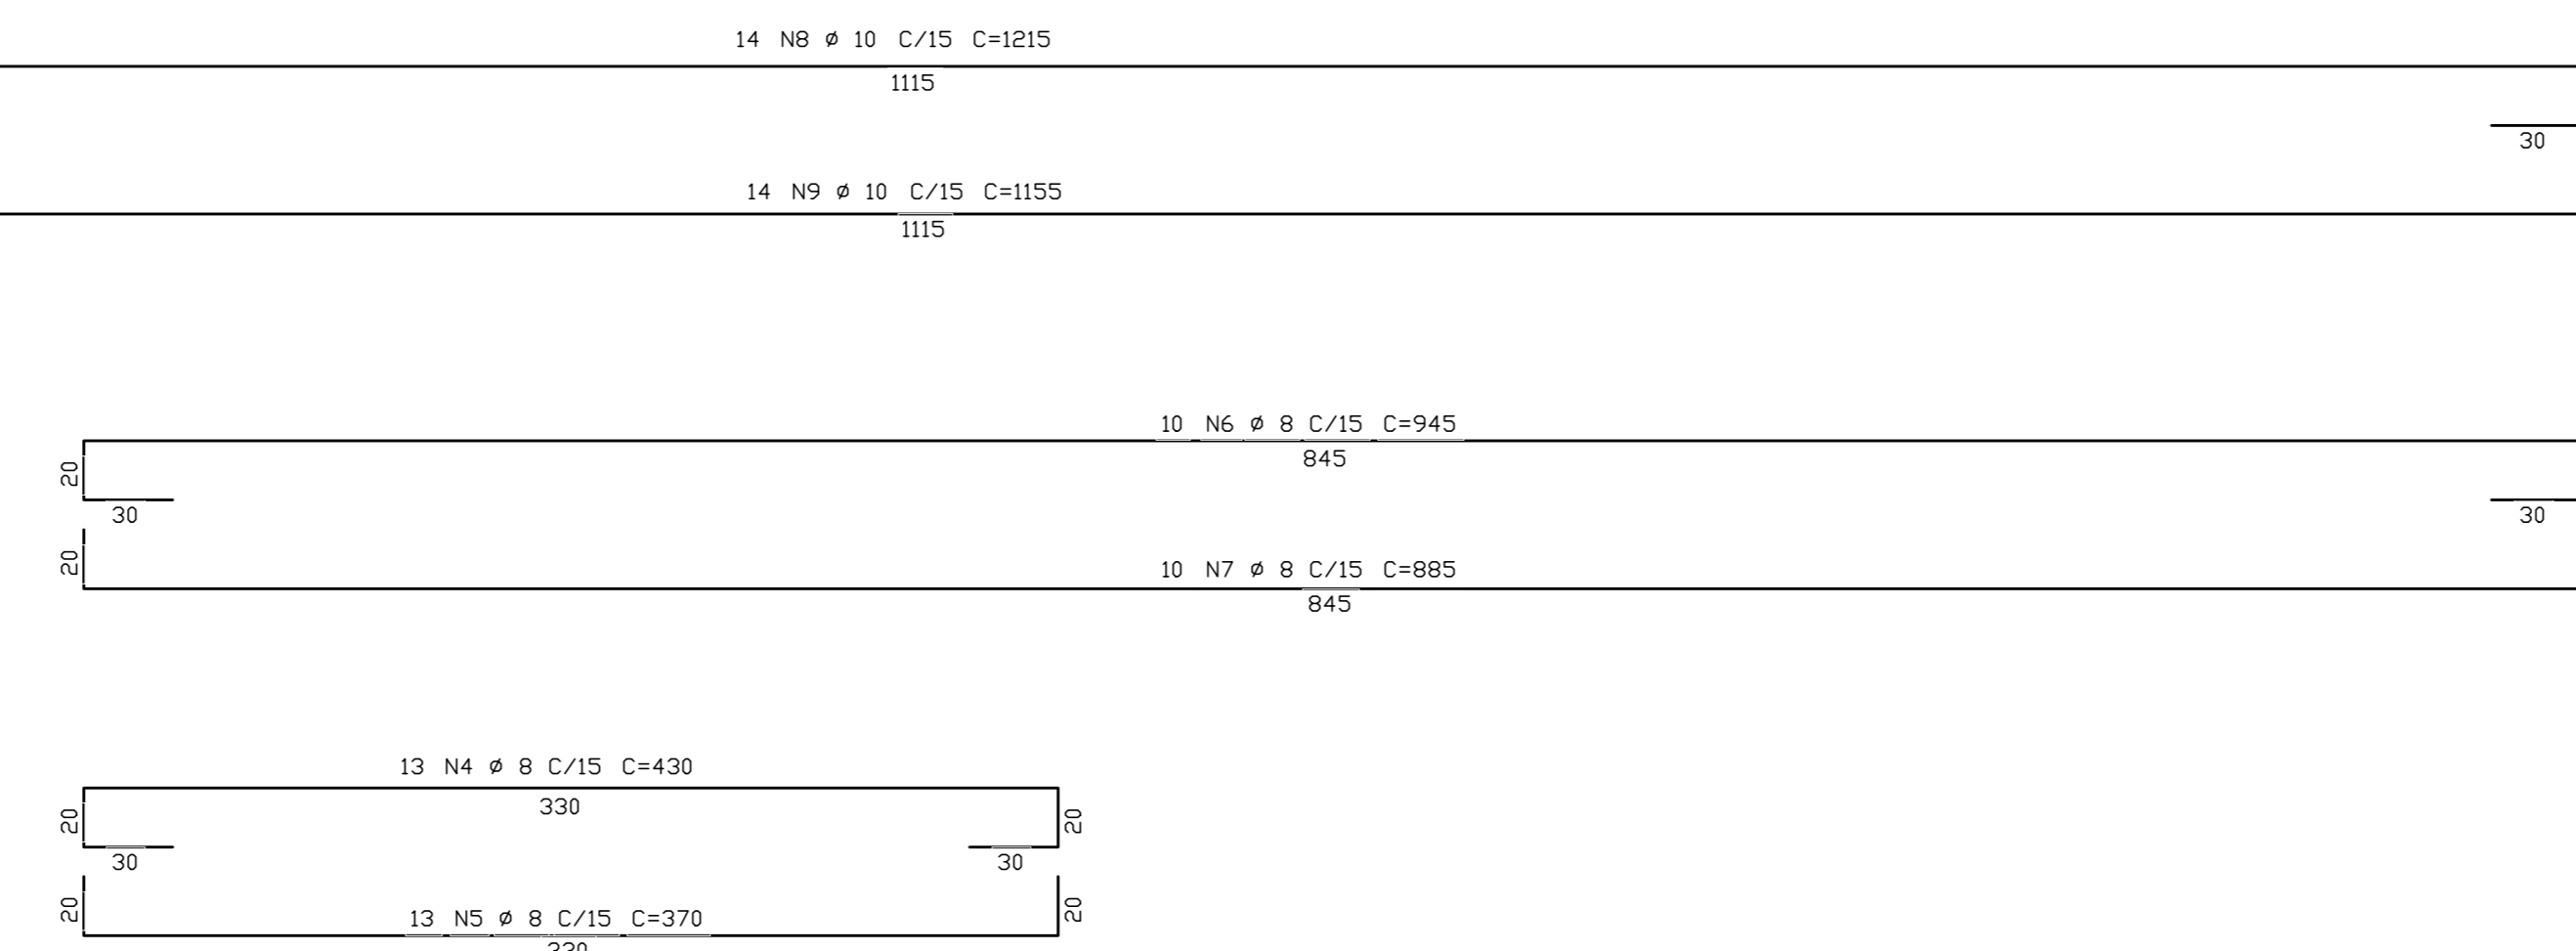 14 N8 ø 10 C/15 C=1215
1115
30
14 N9 ø 10 C/15 C=1155
1115
10 N6 ø 8 C/15 C=945
845
20
30
30
20
10 N7 ø 8 C/15 C=885
845
13 N4 ø 8 C/15 C=430
330
20
20
30
30
20
20
13 N5 ø 8 C/15 C=370
330